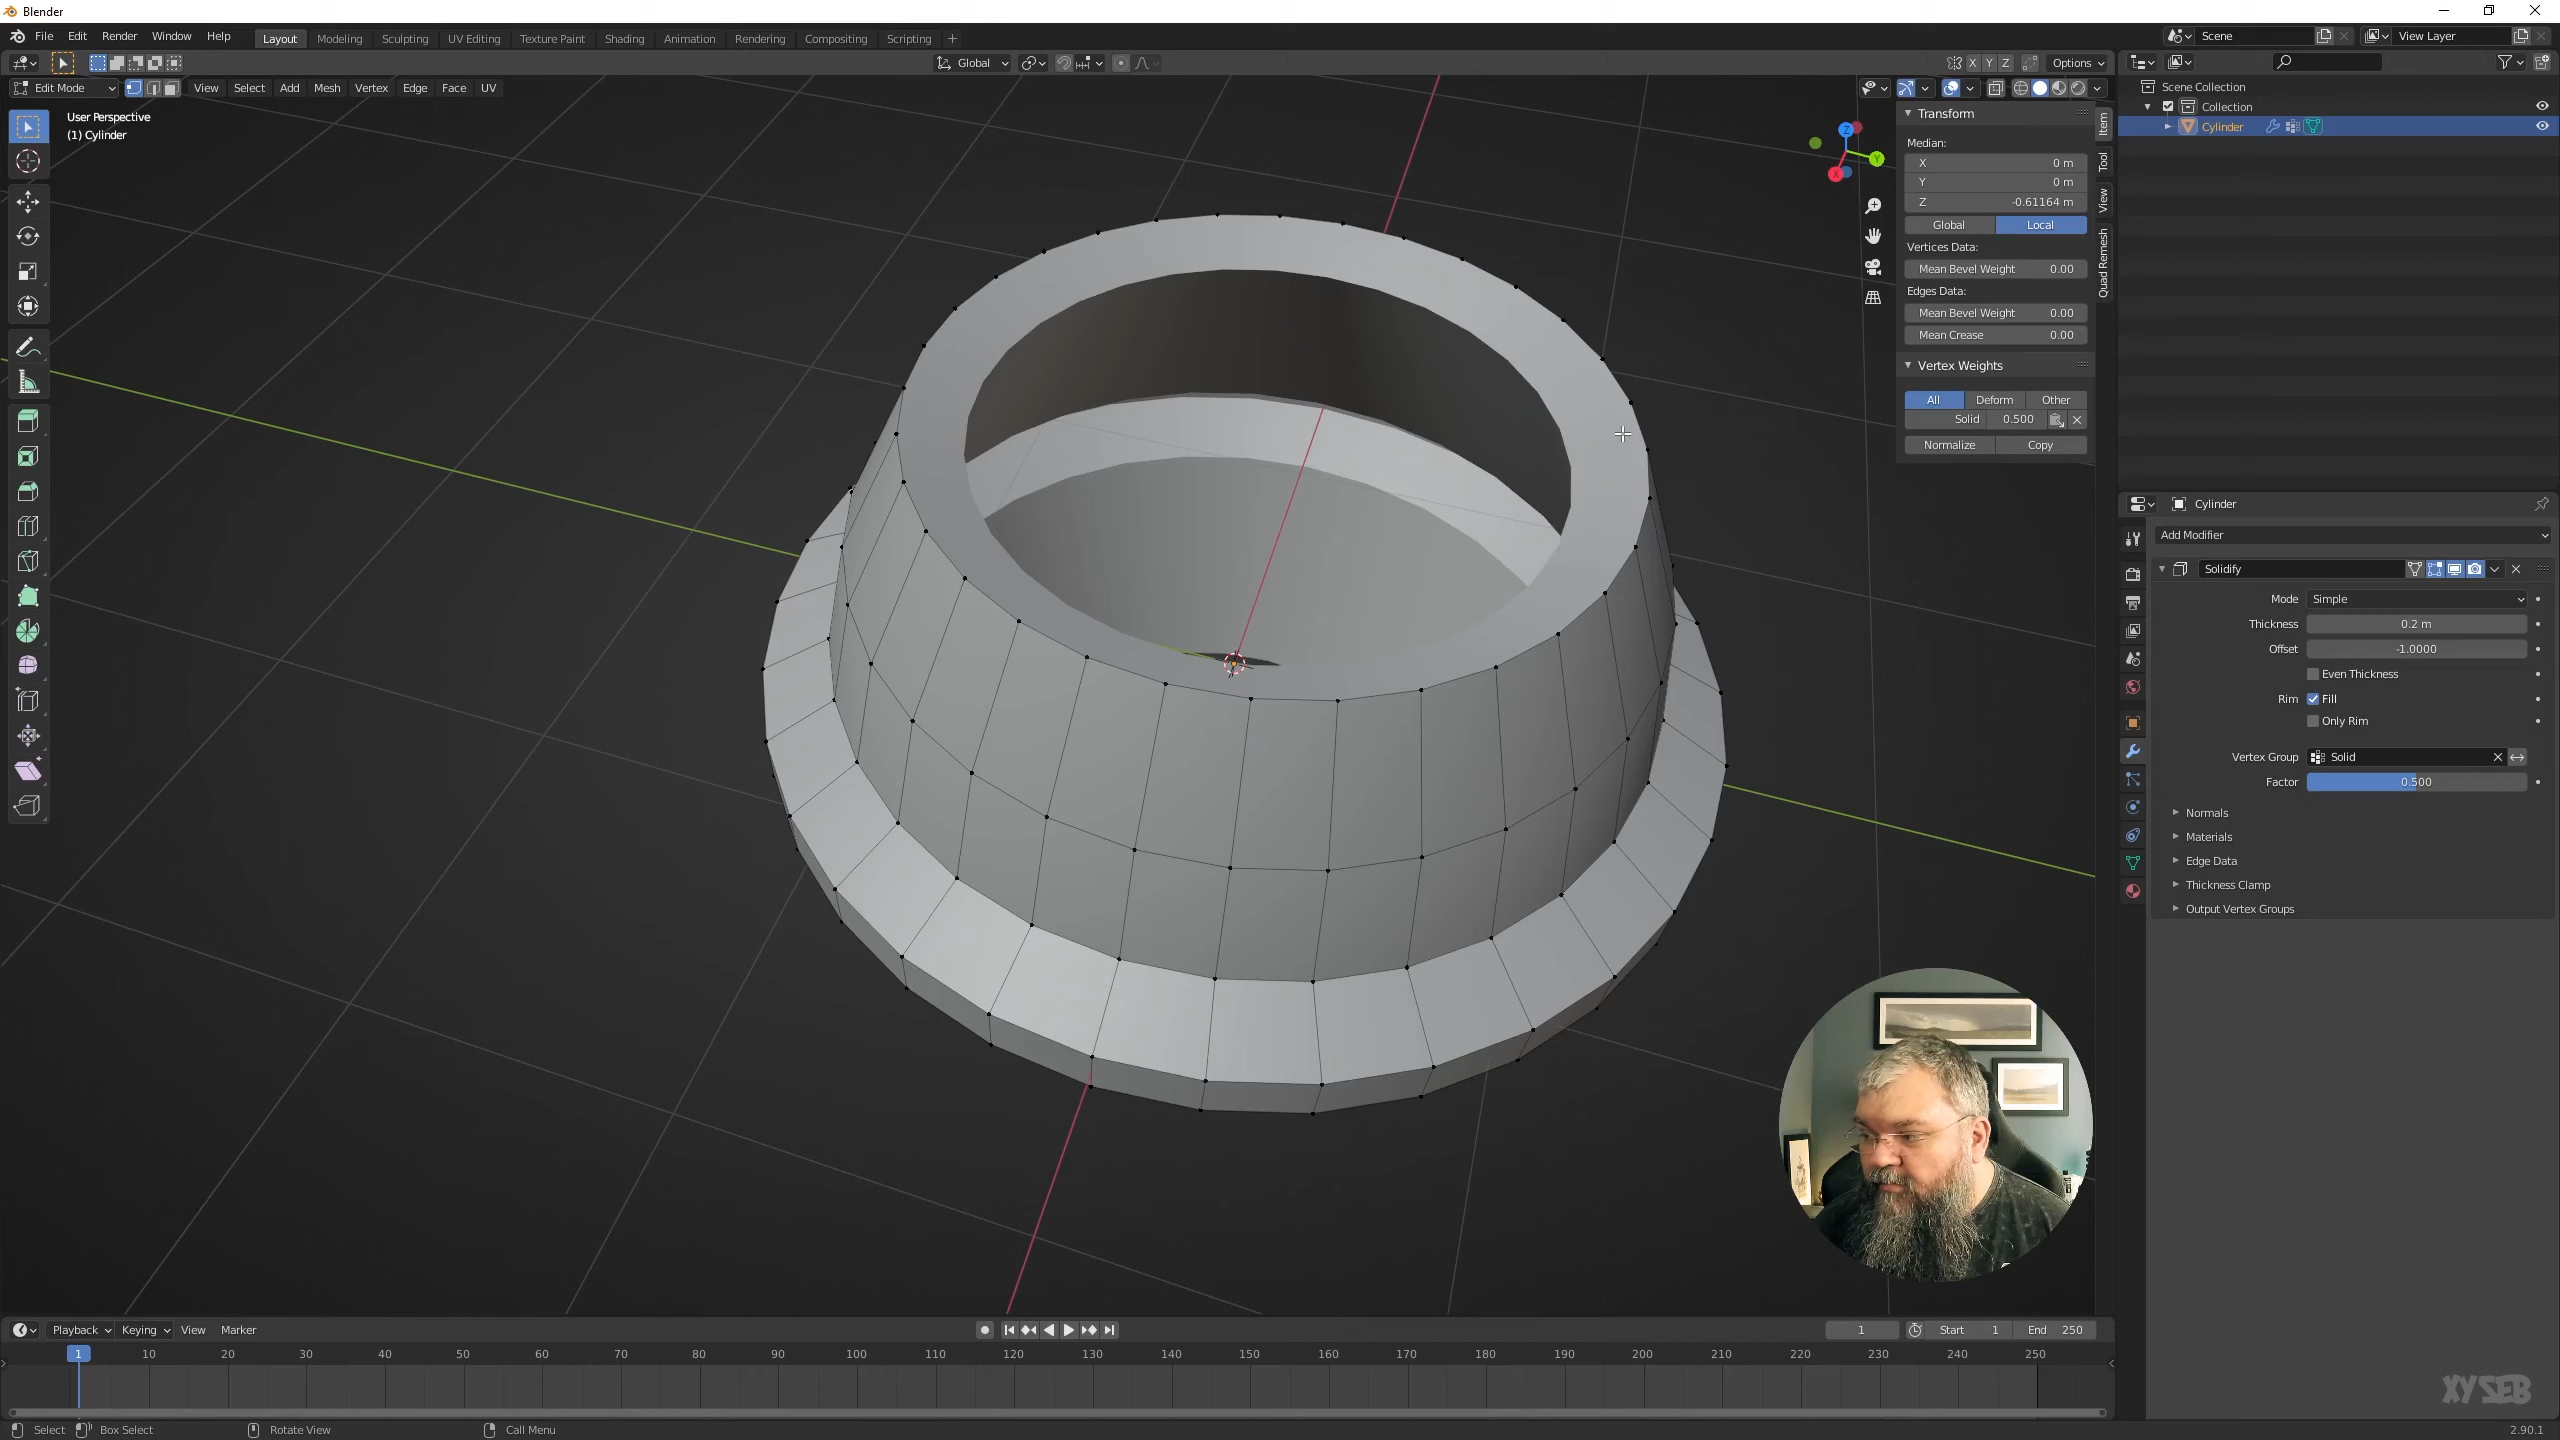 Blender
File Edit Render Window Help Layout Modeling Sculpting UV Editing Texture Paint Shading Animation Rendering Compositing Scripting + Scene View Layer
Global X Y Z Options
Edit Mode View Select Add Mesh Vertex Edge Face UV
User Perspective
(1) Cylinder
Z
Y
X
Transform
Median:
X 0 m
Y 0 m
Z -0.61164 m
Global Local
Vertices Data:
Mean Bevel Weight 0.00
Edges Data:
Mean Bevel Weight 0.00
Mean Crease 0.00
Vertex Weights
All Deform Other
Solid 0.500
Normalize Copy
Item
Tool
View
Quad Remesh
Scene Collection
Collection
Cylinder
Cylinder
Add Modifier
Solidify
Mode Simple
Thickness 0.2 m
Offset -1.0000
Even Thickness
Rim Fill
Only Rim
Vertex Group Solid
Factor 0.500
Normals
Materials
Edge Data
Thickness Clamp
Output Vertex Groups
Playback Keying View Marker 1 Start 1 End 250
1 10 20 30 40 50 60 70 80 90 100 110 120 130 140 150 160 170 180 190 200 210 220 230 240 250
XYSEB
Select Box Select Rotate View Call Menu 2.90.1